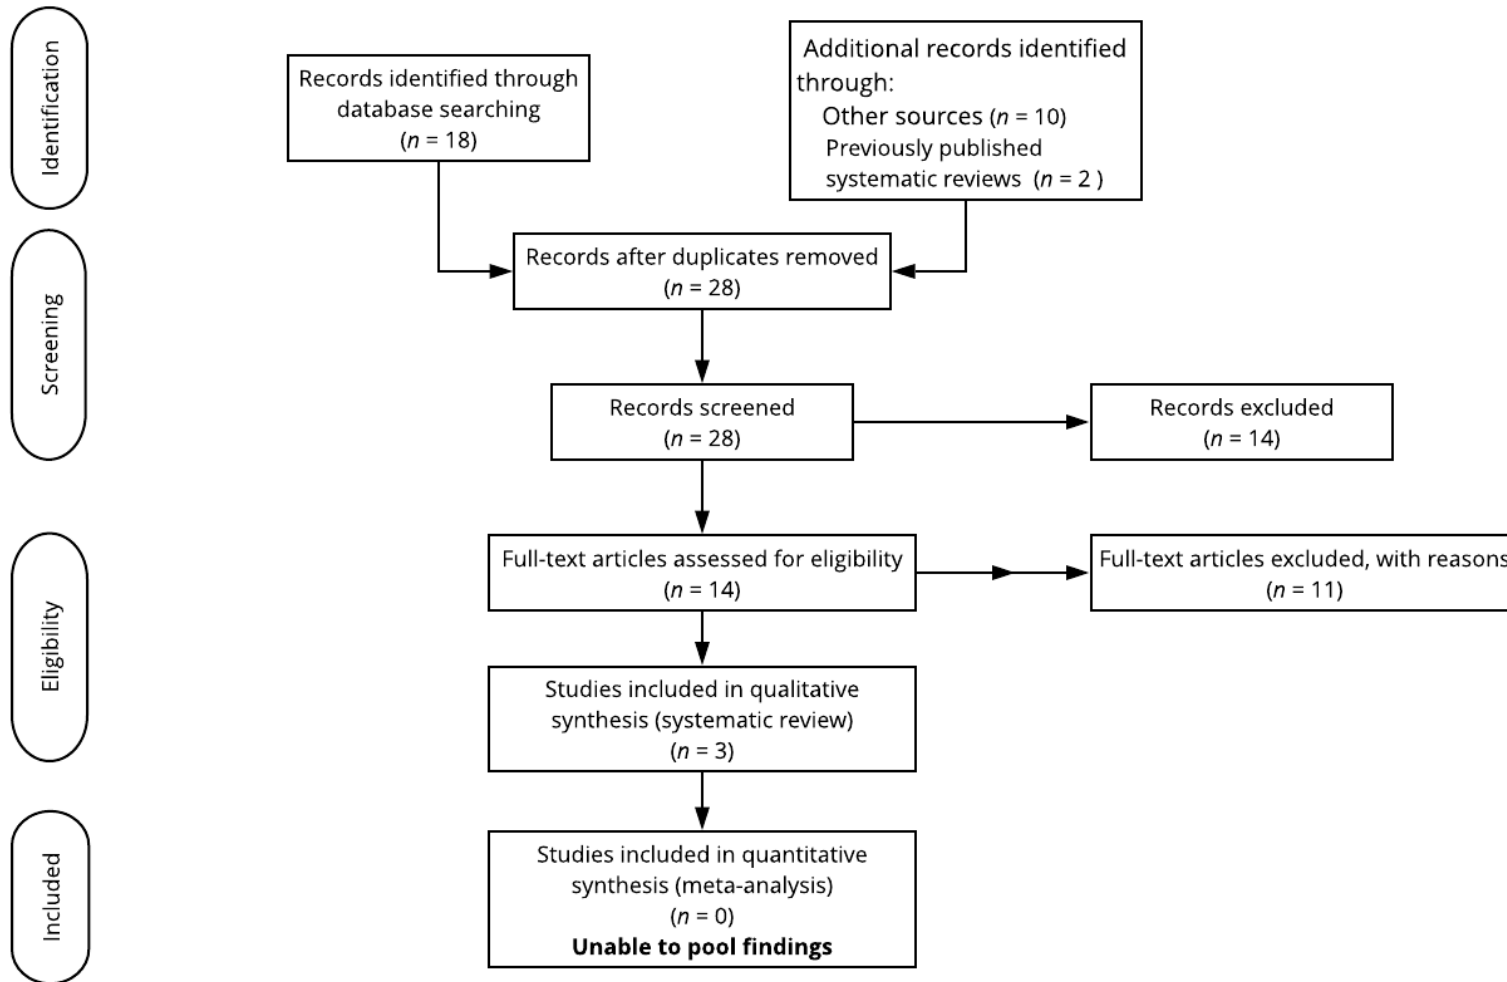 Identification
Records identified through
database searching
(n = 18)
Additional records identified
through:
Other sources (n = 10)
Previously published
systematic reviews (n = 2 )
Screening
Records after duplicates removed
(n = 28)
Records screened
(n = 28)
Records excluded
(n = 14)
Eligibility
Full-text articles assessed for eligibility
(n = 14)
Full-text articles excluded, with reasons
(n = 11)
Studies included in qualitative
synthesis (systematic review)
(n = 3)
Included
Studies included in quantitative
synthesis (meta-analysis)
(n = 0)
Unable to pool findings